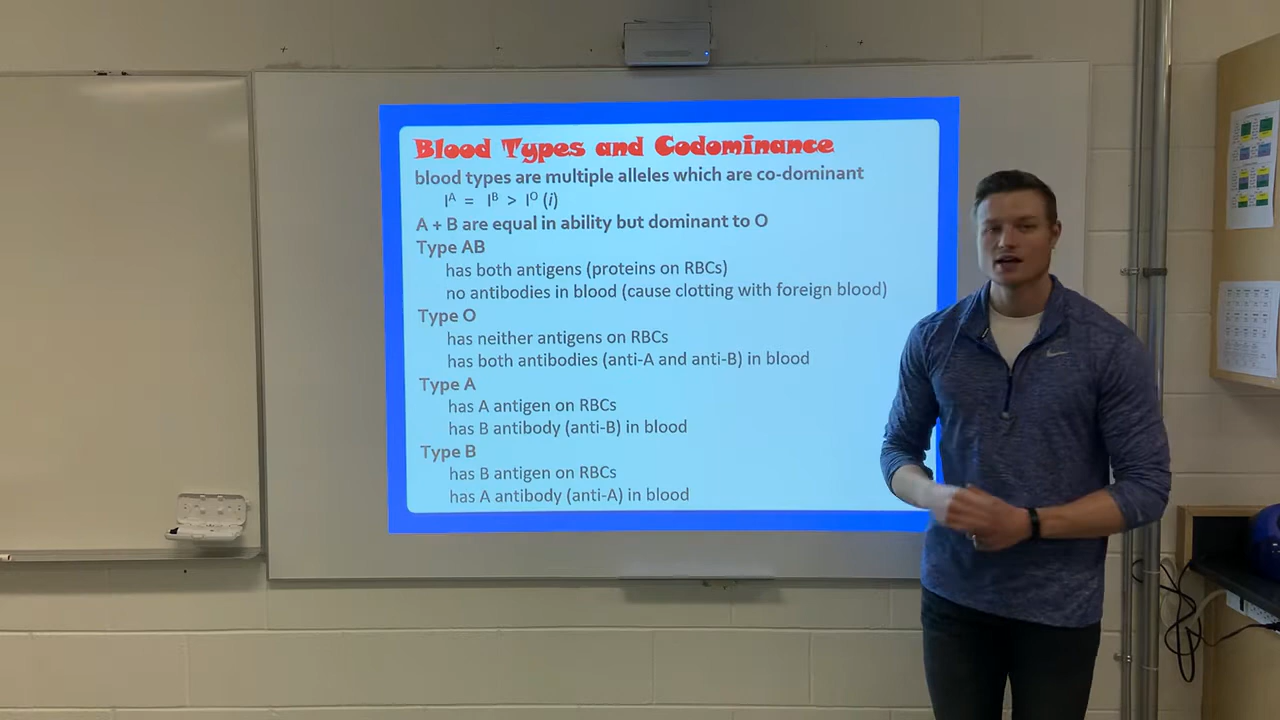 Blood Types and Codominance
blood types are multiple alleles which are co-dominant
Iᴬ = Iᴮ > Iᴼ (i)
A + B are equal in ability but dominant to O
Type AB
has both antigens (proteins on RBCs)
no antibodies in blood (cause clotting with foreign blood)
Type O
has neither antigens on RBCs
has both antibodies (anti-A and anti-B) in blood
Type A
has A antigen on RBCs
has B antibody (anti-B) in blood
Type B
has B antigen on RBCs
has A antibody (anti-A) in blood